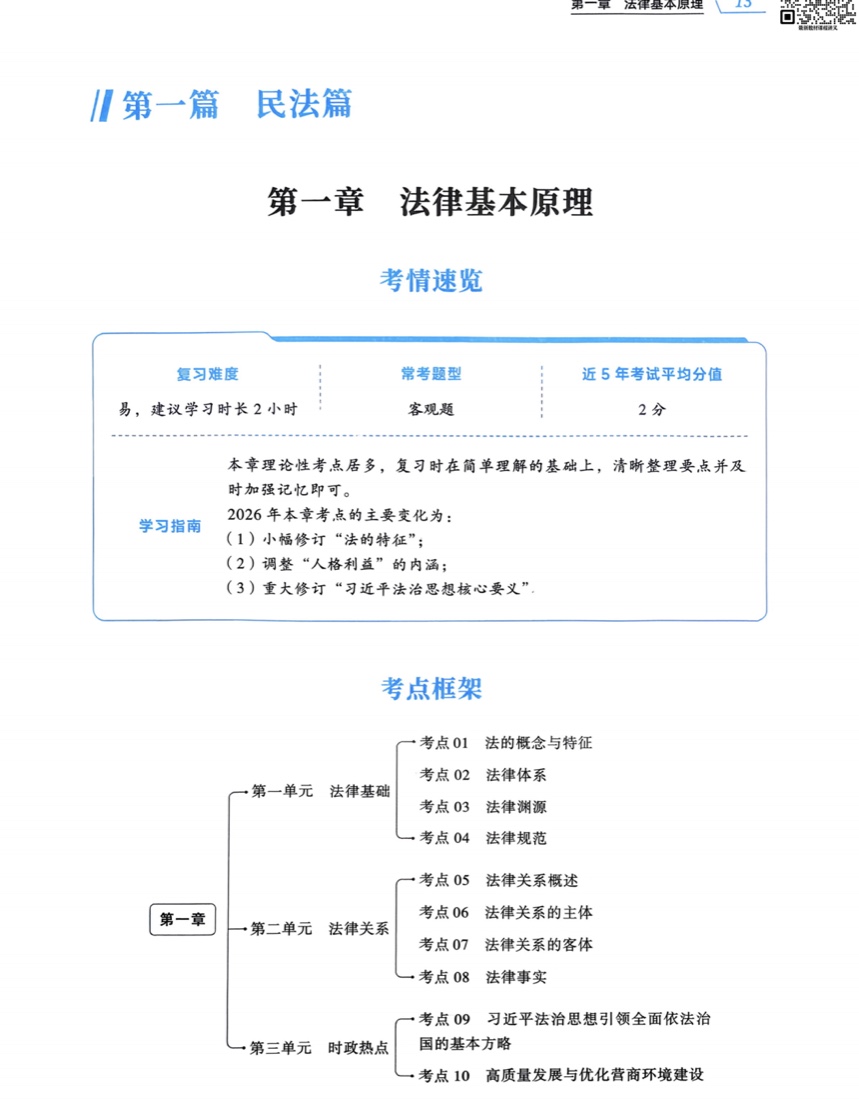 第一章 法律基本原理 13
第一篇 民法篇
第一章 法律基本原理
考情速览
复习难度 常考题型 近5年考试平均分值
易，建议学习时长2小时 客观题 2分
本章理论性考点居多，复习时在简单理解的基础上，清晰整理要点并及
时加强记忆即可。
学习指南
2026年本章考点的主要变化为：
（1）小幅修订“法的特征”；
（2）调整“人格利益”的内涵；
（3）重大修订“习近平法治思想核心要义”.
考点框架
第一章
第一单元 法律基础
考点01 法的概念与特征
考点02 法律体系
考点03 法律渊源
考点04 法律规范
第二单元 法律关系
考点05 法律关系概述
考点06 法律关系的主体
考点07 法律关系的客体
考点08 法律事实
第三单元 时政热点
考点09 习近平法治思想引领全面依法治
国的基本方略
考点10 高质量发展与优化营商环境建设